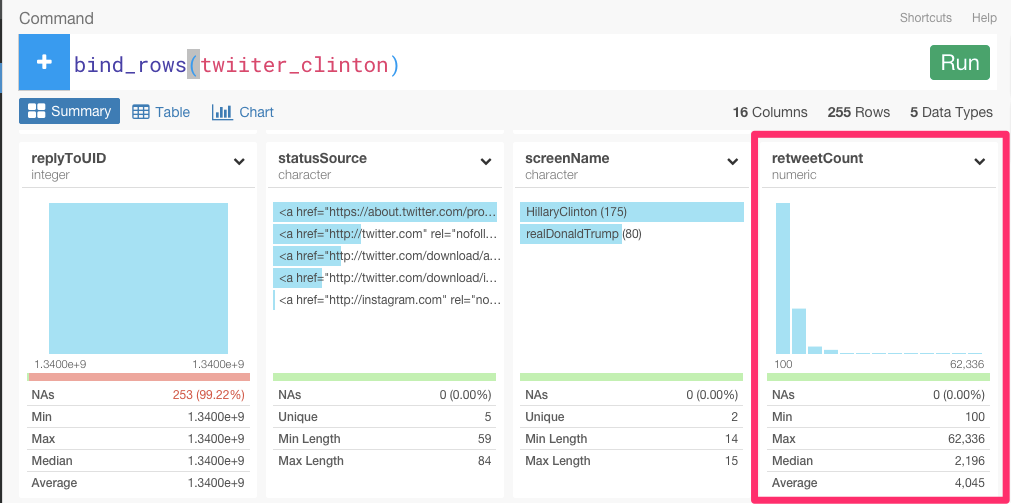 Command
Shortcuts Help
+ bind_rows(twiiter_clinton) Run
Summary Table Chart 16 Columns 255 Rows 5 Data Types
replyToUID
integer
1.3400e+9 1.3400e+9
NAs 253 (99.22%)
Min 1.3400e+9
Max 1.3400e+9
Median 1.3400e+9
Average 1.3400e+9
statusSource
character
<a href="https://about.twitter.com/pro...
<a href="http://twitter.com" rel="nofoll...
<a href="http://twitter.com/download/a...
<a href="http://twitter.com/download/i...
<a href="http://instagram.com" rel="no...
NAs 0 (0.00%)
Unique 5
Min Length 59
Max Length 84
screenName
character
HillaryClinton (175)
realDonaldTrump (80)
NAs 0 (0.00%)
Unique 2
Min Length 14
Max Length 15
retweetCount
numeric
100 62,336
NAs 0 (0.00%)
Min 100
Max 62,336
Median 2,196
Average 4,045